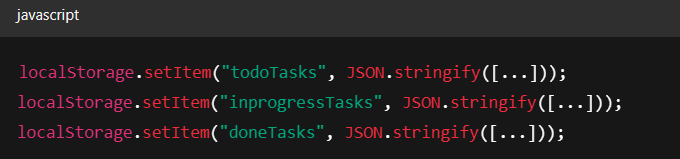 javascript
localStorage.setItem("todoTasks", JSON.stringify([...]));
localStorage.setItem("inprogressTasks", JSON.stringify([...]));
localStorage.setItem("doneTasks", JSON.stringify([...]));